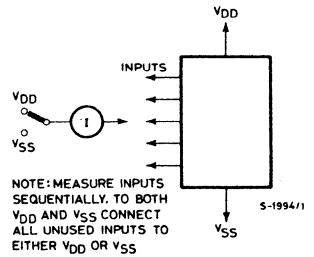 VDD
INPUTS
VDD
I
VSS
NOTE: MEASURE INPUTS
SEQUENTIALLY. TO BOTH
VDD AND VSS CONNECT
ALL UNUSED INPUTS TO
EITHER VDD OR VSS
S-1994/1
VSS